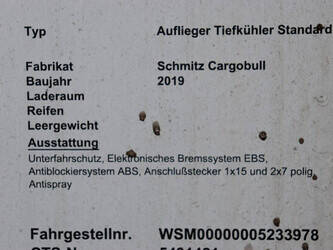 Typ Auflieger Tiefkühler Standard
Fabrikat Schmitz Cargobull
Baujahr 2019
Laderaum
Reifen
Leergewicht
Ausstattung
Unterfahrschutz, Elektronisches Bremssystem EBS,
Antiblockiersystem ABS, Anschlußstecker 1x15 und 2x7 polig,
Antispray
Fahrgestellnr. WSM00000005233978